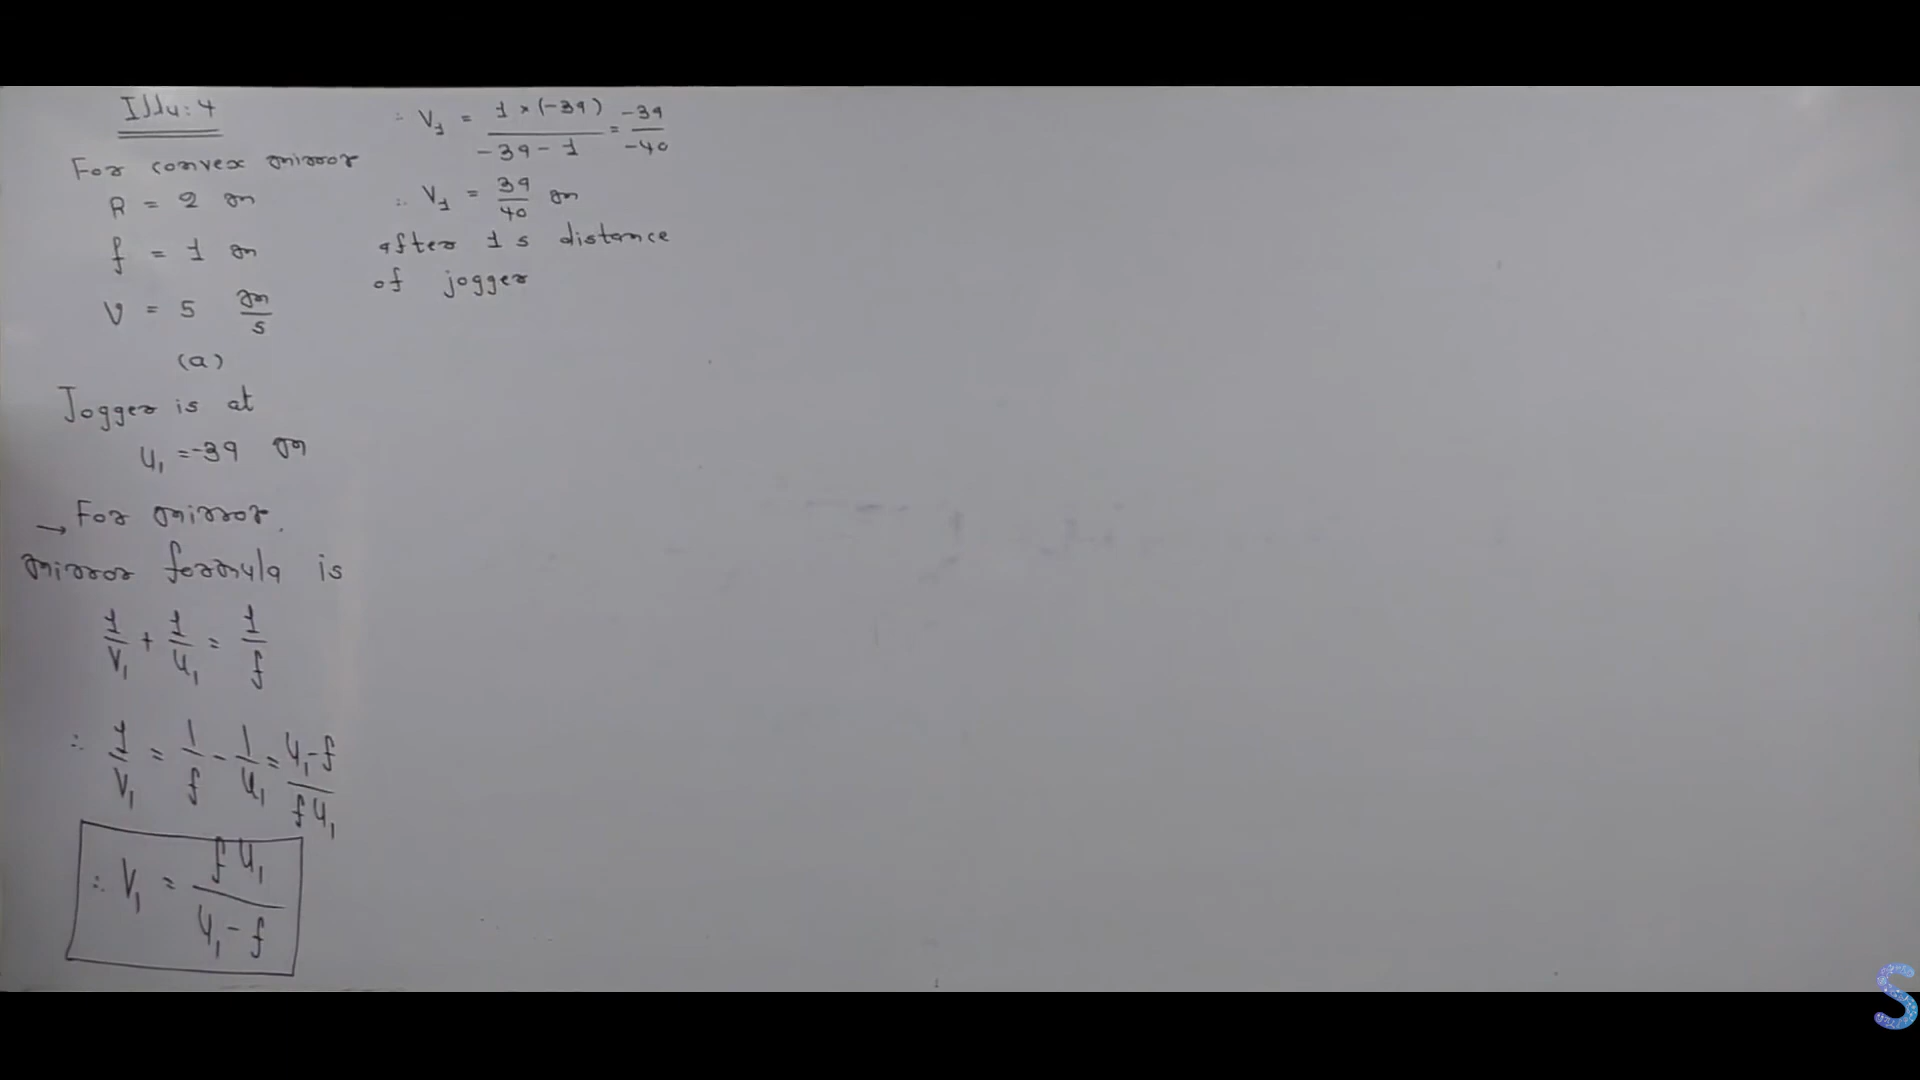 Illu: 4
For convex mirror
R = 2 m
f = 1 m
v = 5 m/s
(a)
Jogger is at
u₁ = -39 m
→ For mirror.
mirror formula is
1/v₁ + 1/u₁ = 1/f
∴ 1/v₁ = 1/f - 1/u₁ = u₁-f / f u₁
∴ v₁ = f u₁ / u₁ - f
∴ v₁ = 1 × (-39) / -39 - 1 = -39 / -40
∴ v₁ = 39/40 m
after 1 s distance
of jogger
S